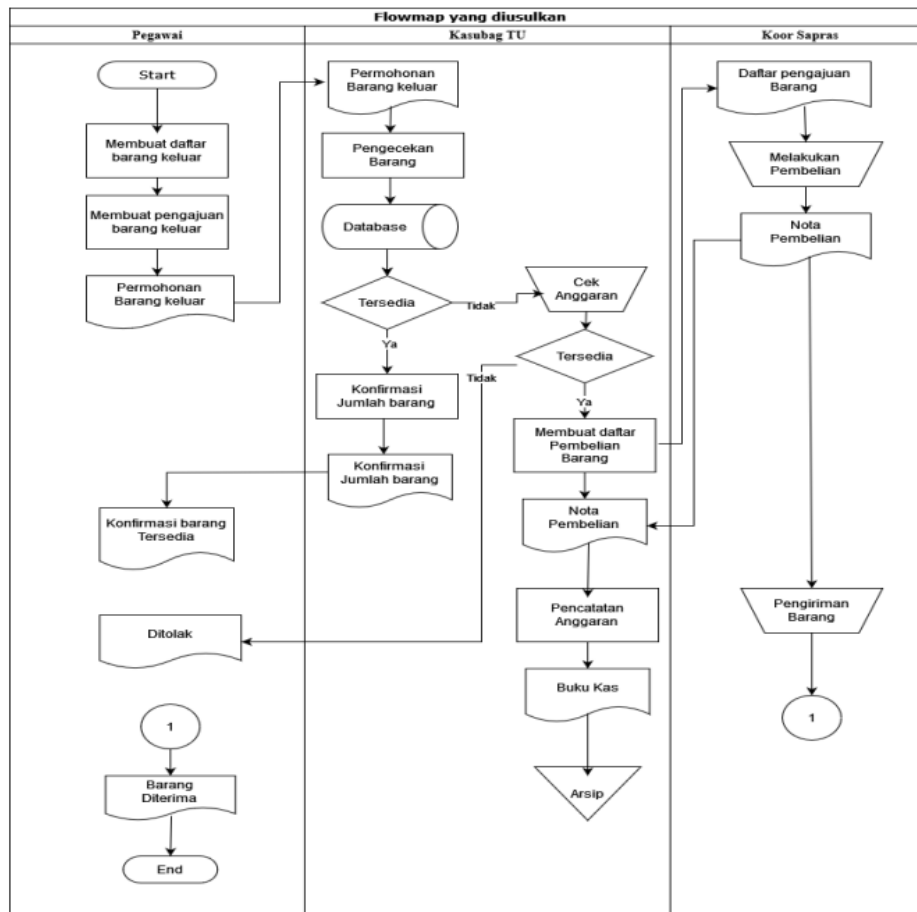 Flowmap yang diusulkan
Pegawai
Kasubag TU
Koor Sapras
Start
Membuat daftar
barang keluar
Membuat pengajuan
barang keluar
Permohonan
Barang keluar
Permohonan
Barang keluar
Pengecekan
Barang
Database
Tersedia
Tidak
Ya
Cek
Anggaran
Tersedia
Tidak
Ya
Konfirmasi
Jumlah barang
Konfirmasi
Jumlah barang
Konfirmasi barang
Tersedia
Membuat daftar
Pembelian
Barang
Daftar pengajuan
Barang
Melakukan
Pembelian
Nota
Pembelian
Nota
Pembelian
Pencatatan
Anggaran
Buku Kas
Arsip
Pengiriman
Barang
1
Ditolak
1
Barang
Diterima
End